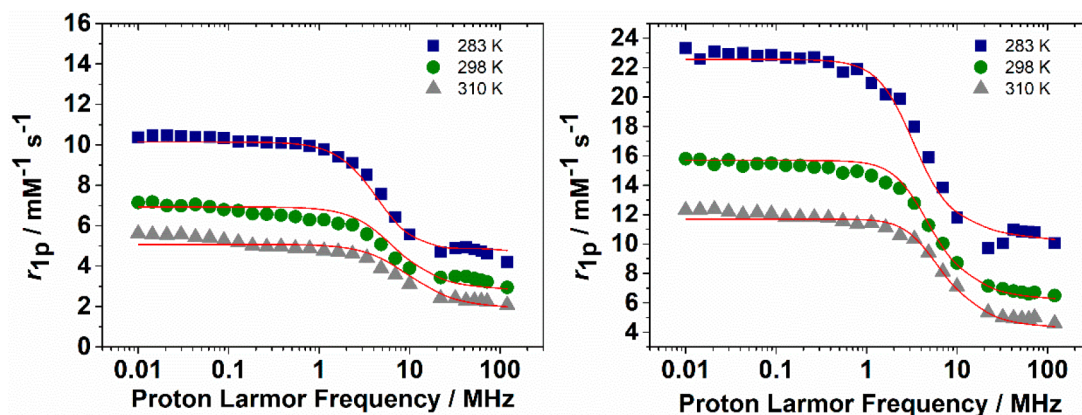 r1p / mM⁻¹ s⁻¹
16
14
12
10
8
6
4
2
0
283 K
298 K
310 K
0.01 0.1 1 10 100
Proton Larmor Frequency / MHz
r1p / mM⁻¹ s⁻¹
24
22
20
18
16
14
12
10
8
6
4
283 K
298 K
310 K
0.01 0.1 1 10 100
Proton Larmor Frequency / MHz